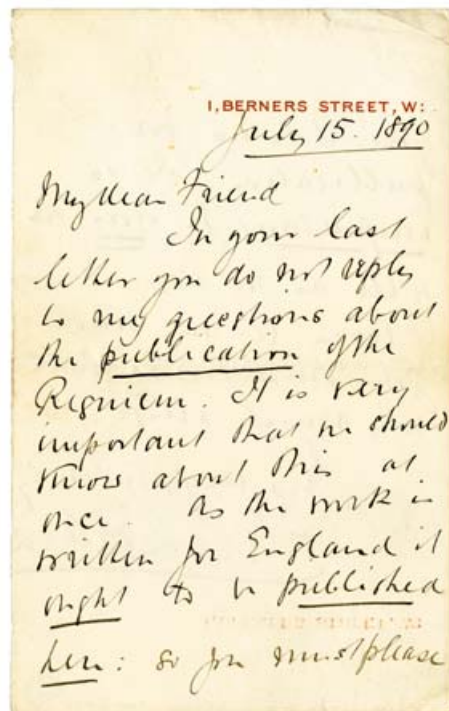 1, BERNERS STREET, W:
July 15. 1890
My dear Friend
In your last
letter you do not reply
to my questions about
the publication of the
Requiem. It is very
important that we should
know about this at
once. As the work is
written for England it
ought to be published
here: so you must please